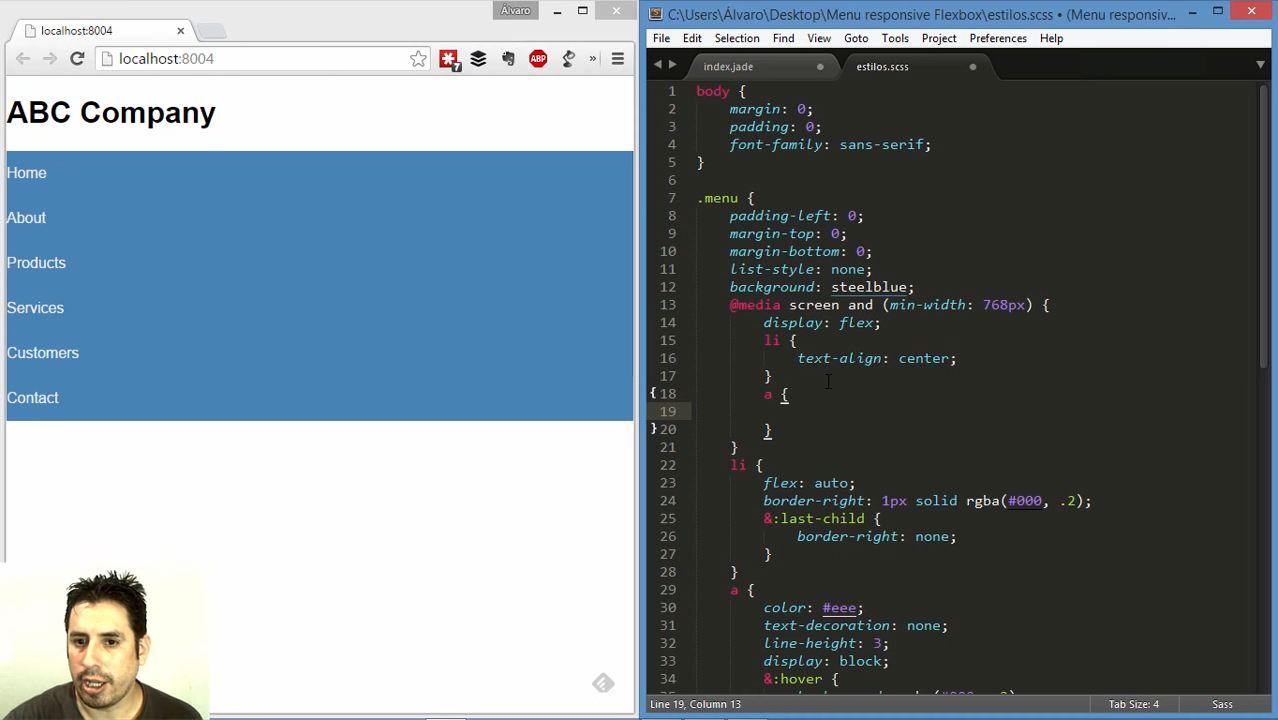 Álvaro
localhost:8004
localhost:8004
7
ABP
»
ABC Company
Home
About
Products
Services
Customers
Contact
C:\Users\Álvaro\Desktop\Menu responsive Flexbox\estilos.scss • (Menu responsiv...
File Edit Selection Find View Goto Tools Project Preferences Help
index.jade estilos.scss
1 body {
2 margin: 0;
3 padding: 0;
4 font-family: sans-serif;
5 }
6
7 .menu {
8 padding-left: 0;
9 margin-top: 0;
10 margin-bottom: 0;
11 list-style: none;
12 background: steelblue;
13 @media screen and (min-width: 768px) {
14 display: flex;
15 li {
16 text-align: center;
17 }
{ 18 a {
19
} 20 }
21 }
22 li {
23 flex: auto;
24 border-right: 1px solid rgba(#000, .2);
25 &:last-child {
26 border-right: none;
27 }
28 }
29 a {
30 color: #eee;
31 text-decoration: none;
32 line-height: 3;
33 display: block;
34 &:hover {
Line 19, Column 13 Tab Size: 4 Sass